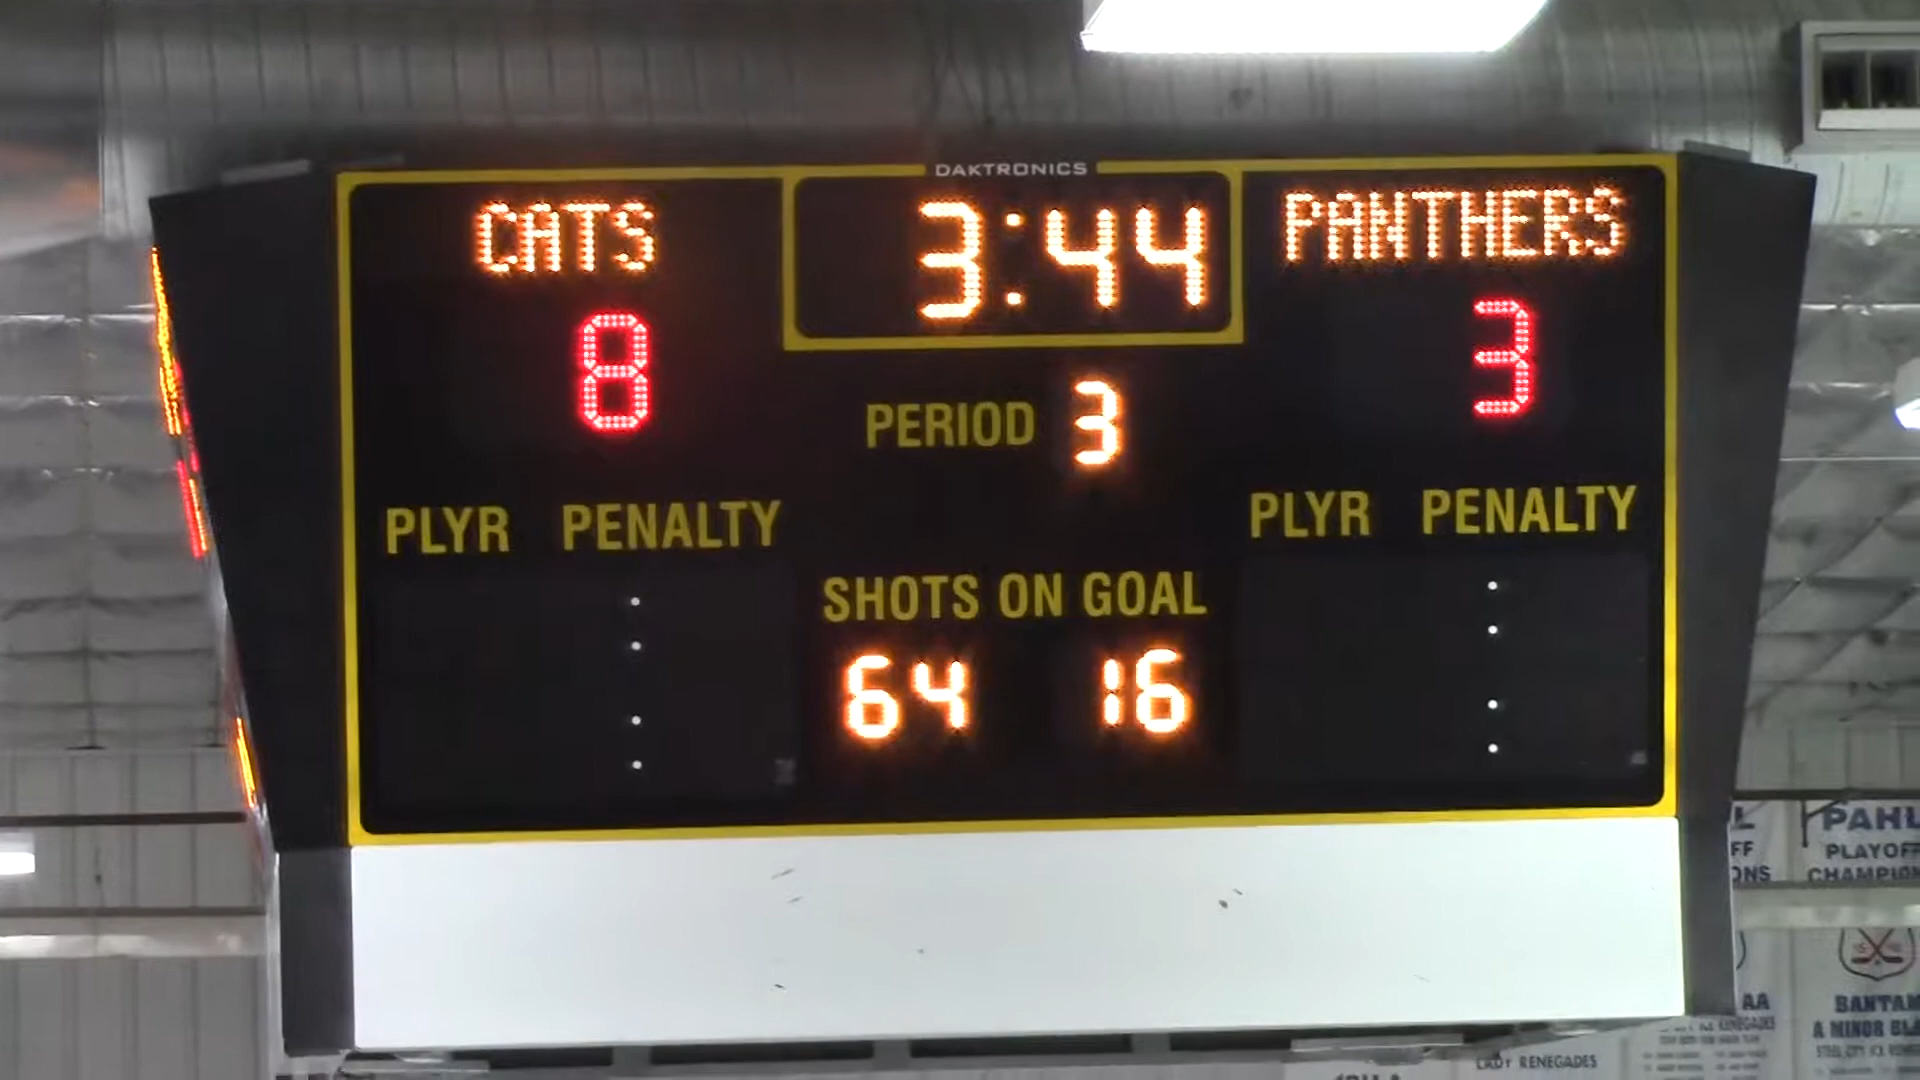 DAKTRONICS
CATS 3:44 PANTHERS
8 3
PERIOD 3
PLYR PENALTY PLYR PENALTY
SHOTS ON GOAL
64 16
PAHL
PLAYOFF
BANTAM
AA
A MINOR
LADY RENEGADES